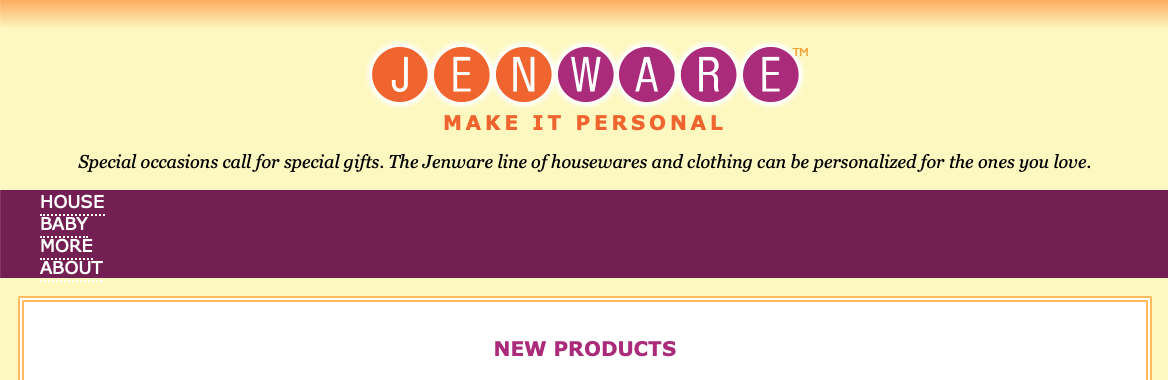 JENWARE™
MAKE IT PERSONAL
Special occasions call for special gifts. The Jenware line of housewares and clothing can be personalized for the ones you love.
HOUSE
BABY
MORE
ABOUT
NEW PRODUCTS